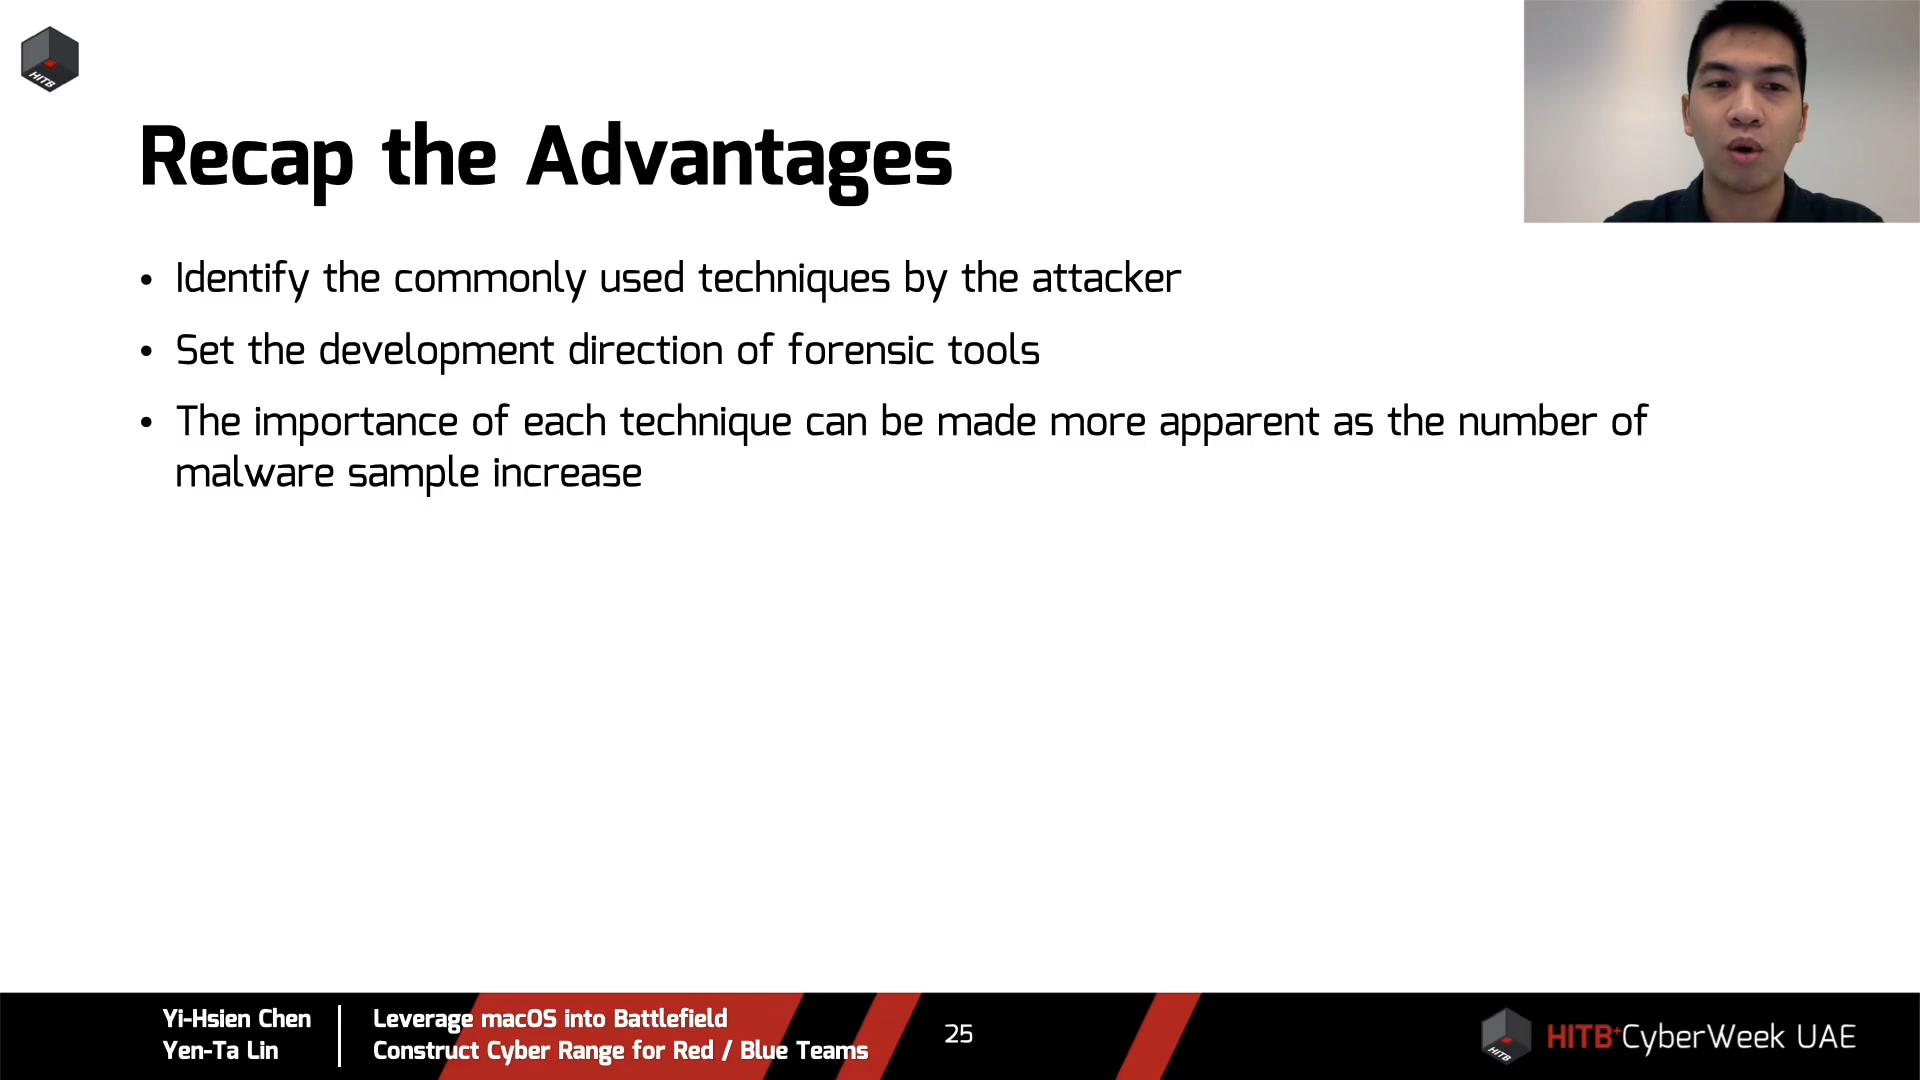 HITB
Recap the Advantages
• Identify the commonly used techniques by the attacker
• Set the development direction of forensic tools
• The importance of each technique can be made more apparent as the number of
malware sample increase
Yi-Hsien Chen
Yen-Ta Lin
Leverage macOS into Battlefield
Construct Cyber Range for Red / Blue Teams
25
HITB
HITB+CyberWeek UAE